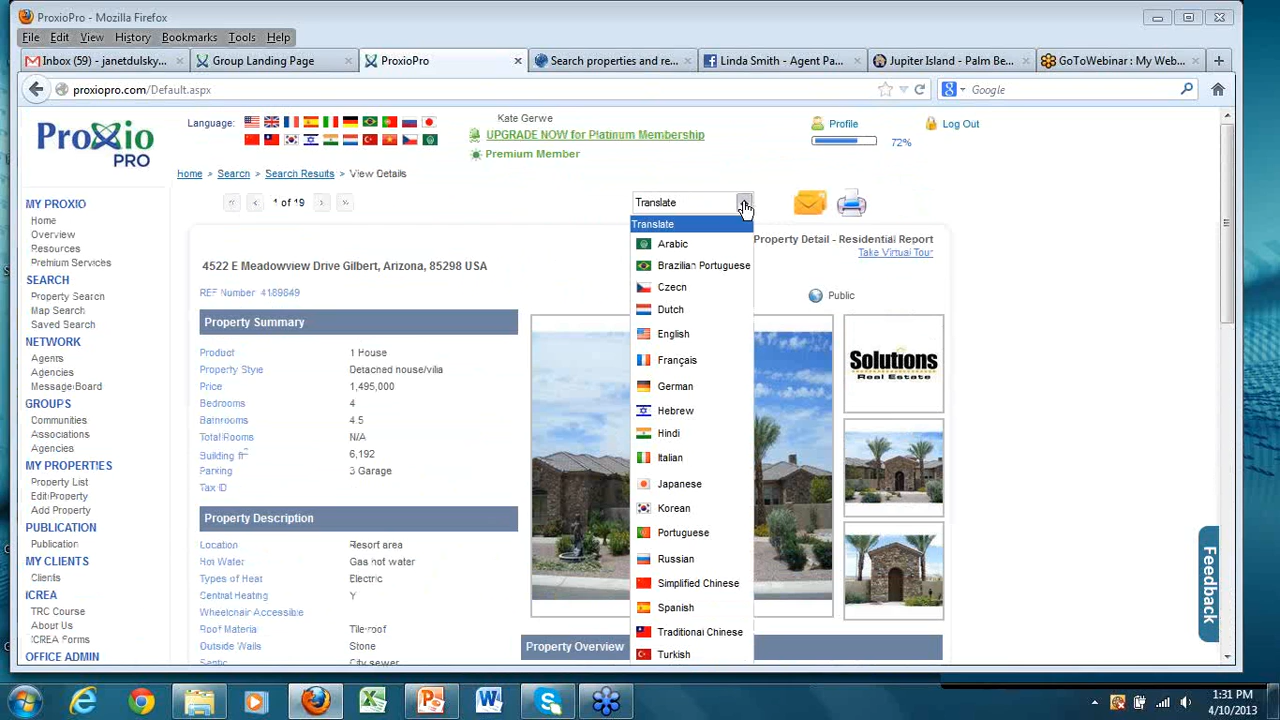 ProxioPro - Mozilla Firefox
File Edit View History Bookmarks Tools Help
Inbox (59) - janetdulsky... × Group Landing Page × ProxioPro × Search properties and re... × Linda Smith - Agent Pa... × Jupiter Island - Palm Be... × GoToWebinar : My Web... × +
proxiopro.com/Default.aspx Google
Proxio
PRO
Language:
Kate Gerwe
UPGRADE NOW for Platinum Membership
Premium Member
Profile Log Out
72%
Home > Search > Search Results > View Details
1 of 19
Translate
Translate
Arabic
Brazilian Portuguese
Czech
Dutch
English
Français
German
Hebrew
Hindi
Italian
Japanese
Korean
Portuguese
Russian
Simplified Chinese
Spanish
Traditional Chinese
Turkish
MY PROXIO
Home
Overview
Resources
Premium Services
SEARCH
Property Search
Map Search
Saved Search
NETWORK
Agents
Agencies
Message Board
GROUPS
Communities
Associations
Agencies
MY PROPERTIES
Property List
Edit Property
Add Property
PUBLICATION
Publication
MY CLIENTS
Clients
ICREA
TRC Course
About Us
ICREA Forms
OFFICE ADMIN
Property Detail - Residential Report
Take Virtual Tour
4522 E Meadowview Drive Gilbert, Arizona, 85298 USA
REF Number 4189849
Public
Property Summary
Product 1 House
Property Style Detached house/villa
Price 1,495,000
Bedrooms 4
Bathrooms 4.5
Total Rooms N/A
Building ft² 6,192
Parking 3 Garage
Tax ID
Property Description
Location Resort area
Hot Water Gas hot water
Types of Heat Electric
Central Heating Y
Wheelchair Accessible
Roof Material Tile-roof
Outside Walls Stone
Septic City sewer
Solutions
Real Estate
Property Overview
Feedback
1:31 PM
4/10/2013